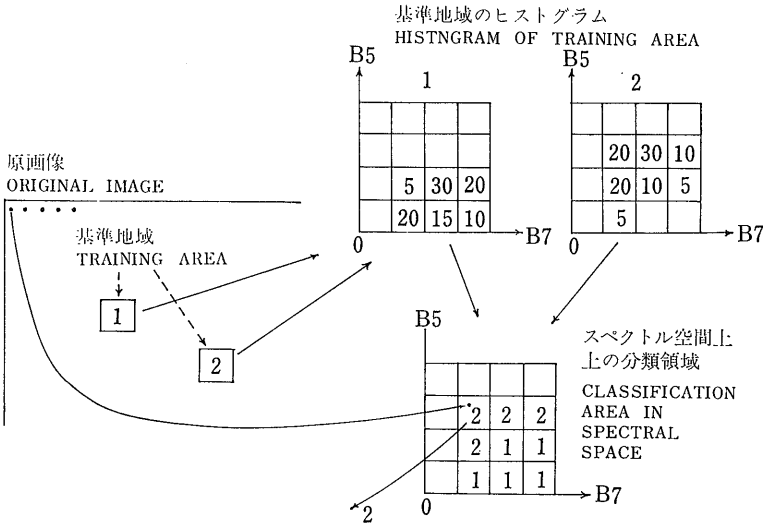 基準地域のヒストグラム
HISTNGRAM OF TRAINING AREA
B5
1
5 30 20
20 15 10
0
B7
B5
2
20 30 10
20 10 5
5
0
B7
原画像
ORIGINAL IMAGE
基準地域
TRAINING AREA
1
2
B5
2 2 2
2 1 1
1 1 1
0
B7
2
スペクトル空間上
上の分類領域
CLASSIFICATION
AREA IN
SPECTRAL
SPACE